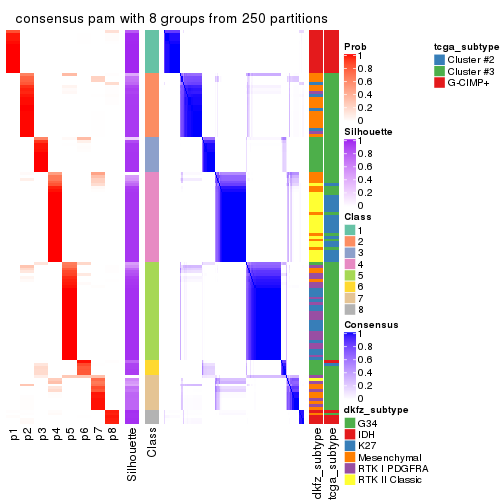 consensus pam with 8 groups from 250 partitions
Prob
1
0.8
0.6
0.4
0.2
0
Silhouette
1
0.8
0.6
0.4
0.2
0
Class
1
2
3
4
5
6
7
8
Consensus
1
0.8
0.6
0.4
0.2
0
dkfz_subtype
G34
IDH
K27
Mesenchymal
RTK I PDGFRA
RTK II Classic
tcga_subtype
Cluster #2
Cluster #3
G-CIMP+
p1
p2
p3
p4
p5
p6
p7
p8
Silhouette
Class
dkfz_subtype
tcga_subtype